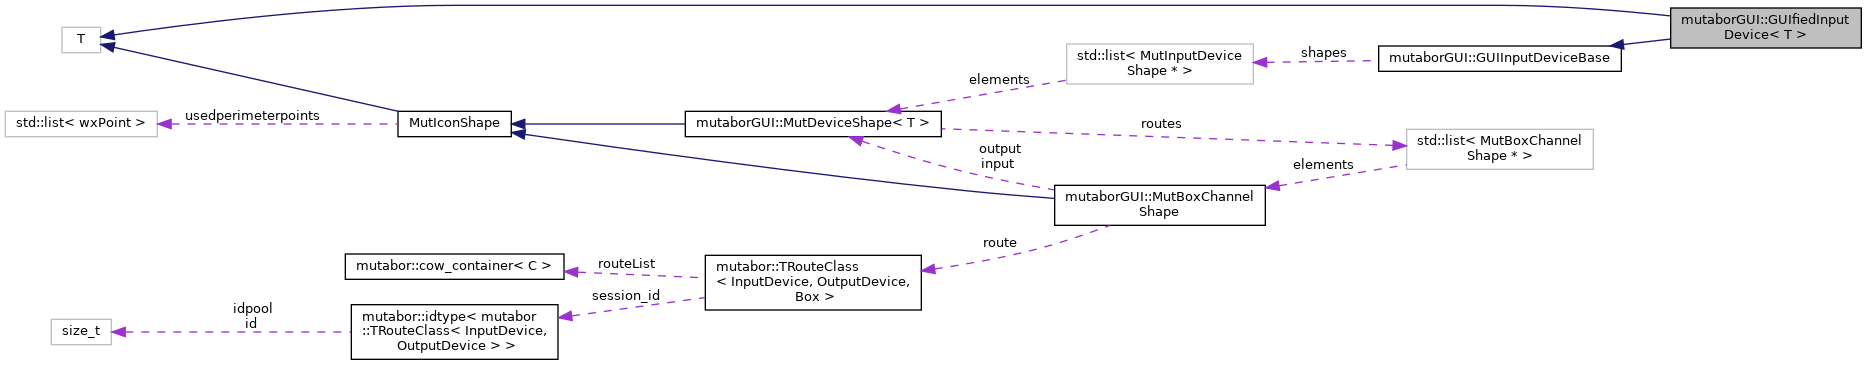 mutaborGUI::GUIfiedInput
Device< T >
T
std::list< MutInputDevice
Shape * >
shapes
mutaborGUI::GUIInputDeviceBase
elements
std::list< wxPoint >
usedperimeterpoints
MutIconShape
mutaborGUI::MutDeviceShape< T >
routes
std::list< MutBoxChannel
Shape * >
output
input
elements
mutaborGUI::MutBoxChannel
Shape
route
mutabor::cow_container< C >
routeList
mutabor::TRouteClass
< InputDevice, OutputDevice,
Box >
session_id
size_t
idpool
id
mutabor::idtype< mutabor
::TRouteClass< InputDevice,
OutputDevice > >